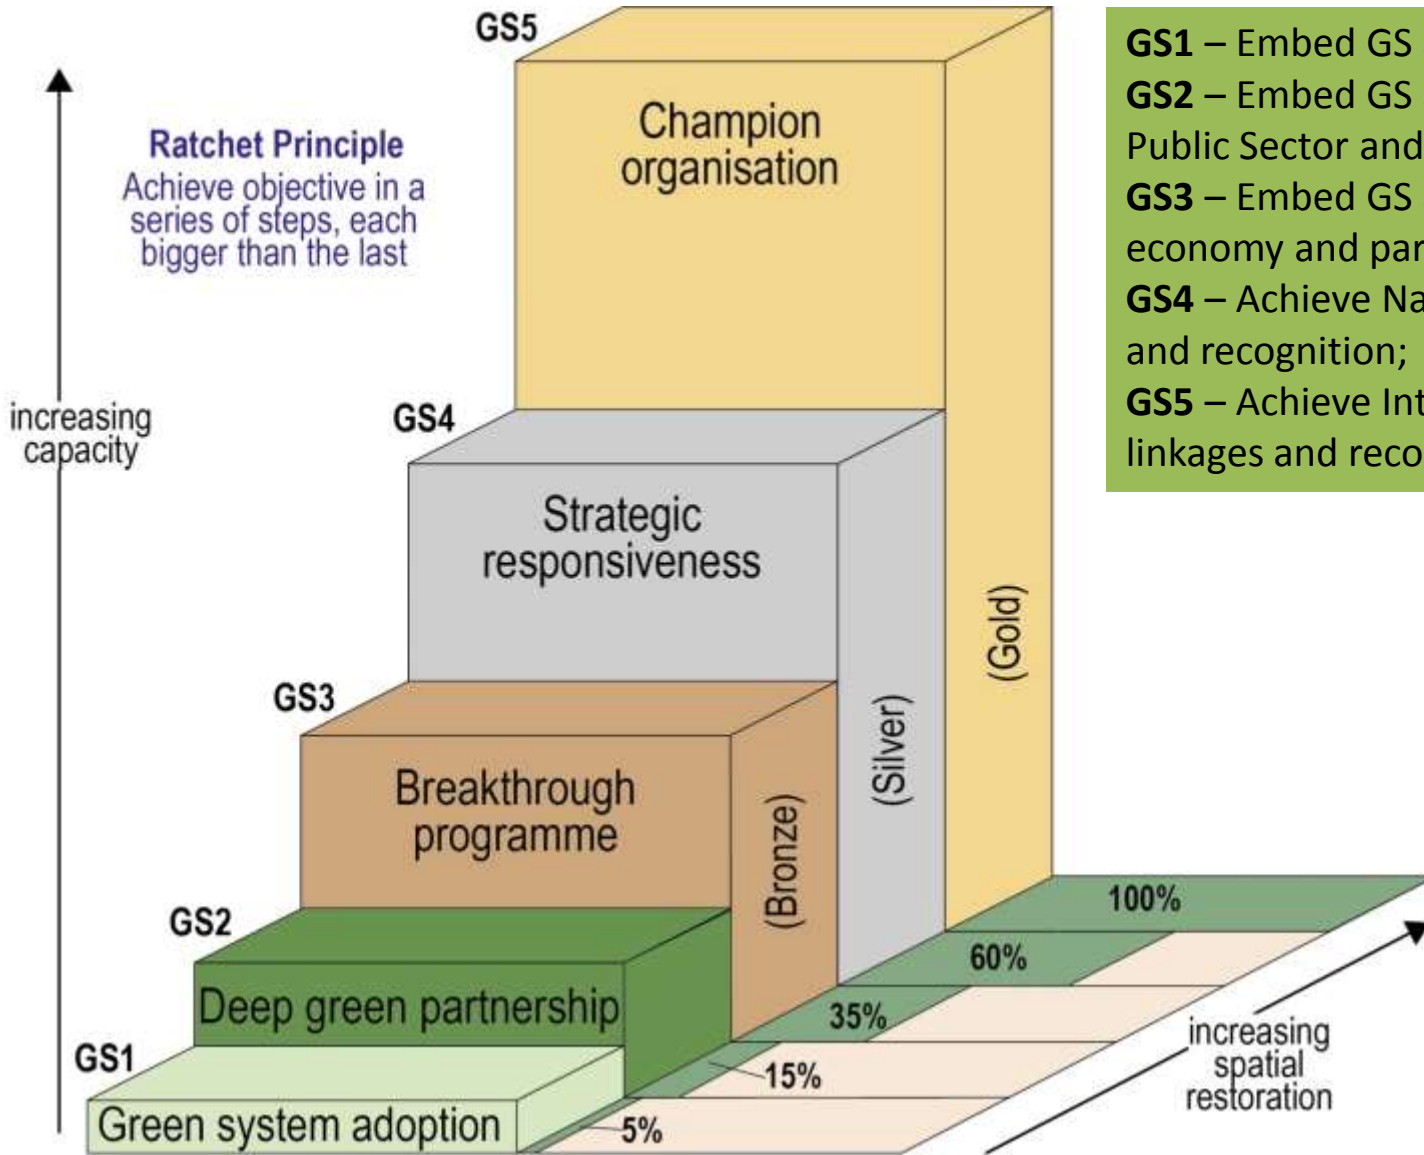 GS5
Ratchet Principle
Achieve objective in a
series of steps, each
bigger than the last
Champion
organisation
increasing
capacity
GS4
Strategic
responsiveness
(Gold)
GS3
Breakthrough
programme
(Silver)
GS2
Deep green partnership
(Bronze)
GS1
Green system adoption
100%
60%
35%
15%
5%
increasing
spatial
restoration
GS1 – Embed GS
GS2 – Embed GS
Public Sector and
GS3 – Embed GS
economy and par
GS4 – Achieve Na
and recognition;
GS5 – Achieve Int
linkages and reco